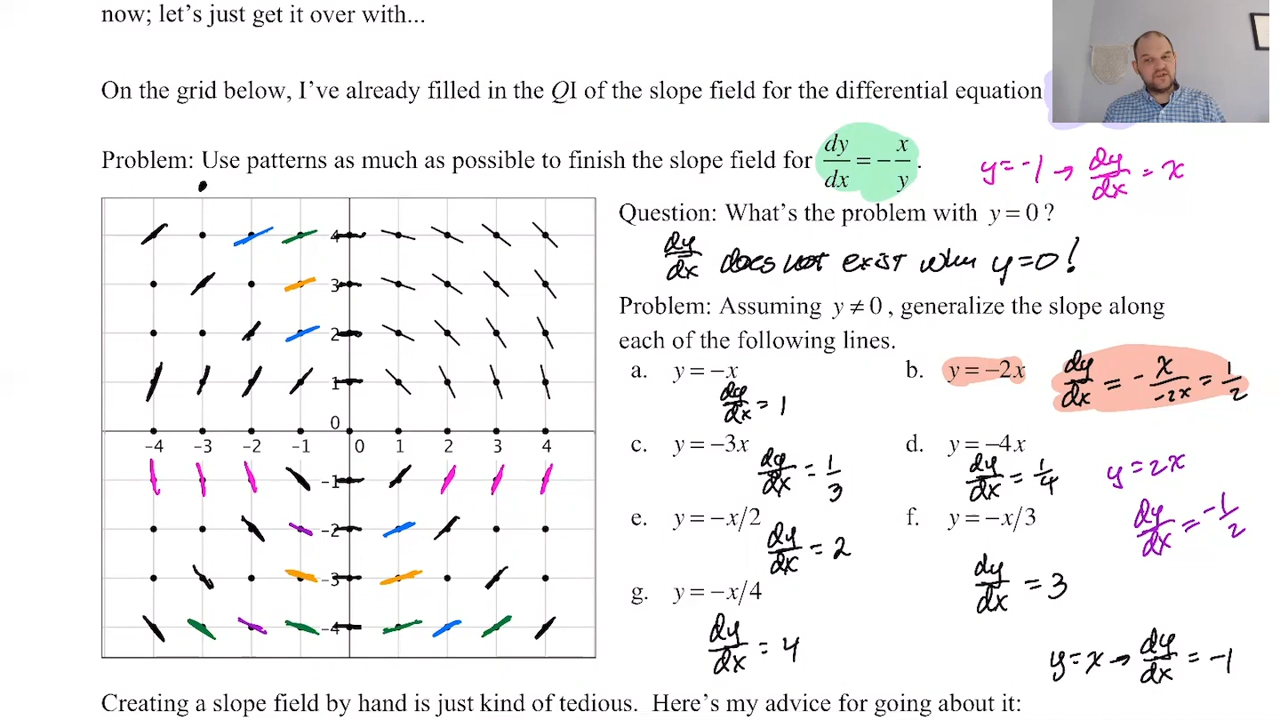 now; let's just get it over with...
On the grid below, I've already filled in the QI of the slope field for the differential equation
Problem: Use patterns as much as possible to finish the slope field for dy/dx = -x/y.
y=-1 → dy/dx = x
Question: What's the problem with y = 0?
dy/dx does not exist when y=0!
Problem: Assuming y ≠ 0, generalize the slope along
each of the following lines.
a. y = -x
dy/dx = 1
b. y = -2x
dy/dx = -x/-2x = 1/2
c. y = -3x
dy/dx = 1/3
d. y = -4x
dy/dx = 1/4
y=2x
dy/dx = -1/2
e. y = -x/2
dy/dx = 2
f. y = -x/3
dy/dx = 3
g. y = -x/4
dy/dx = 4
y=x → dy/dx = -1
4
3
2
1
0
-4 -3 -2 -1 0 1 2 3 4
-1
-2
-3
-4
Creating a slope field by hand is just kind of tedious. Here's my advice for going about it: